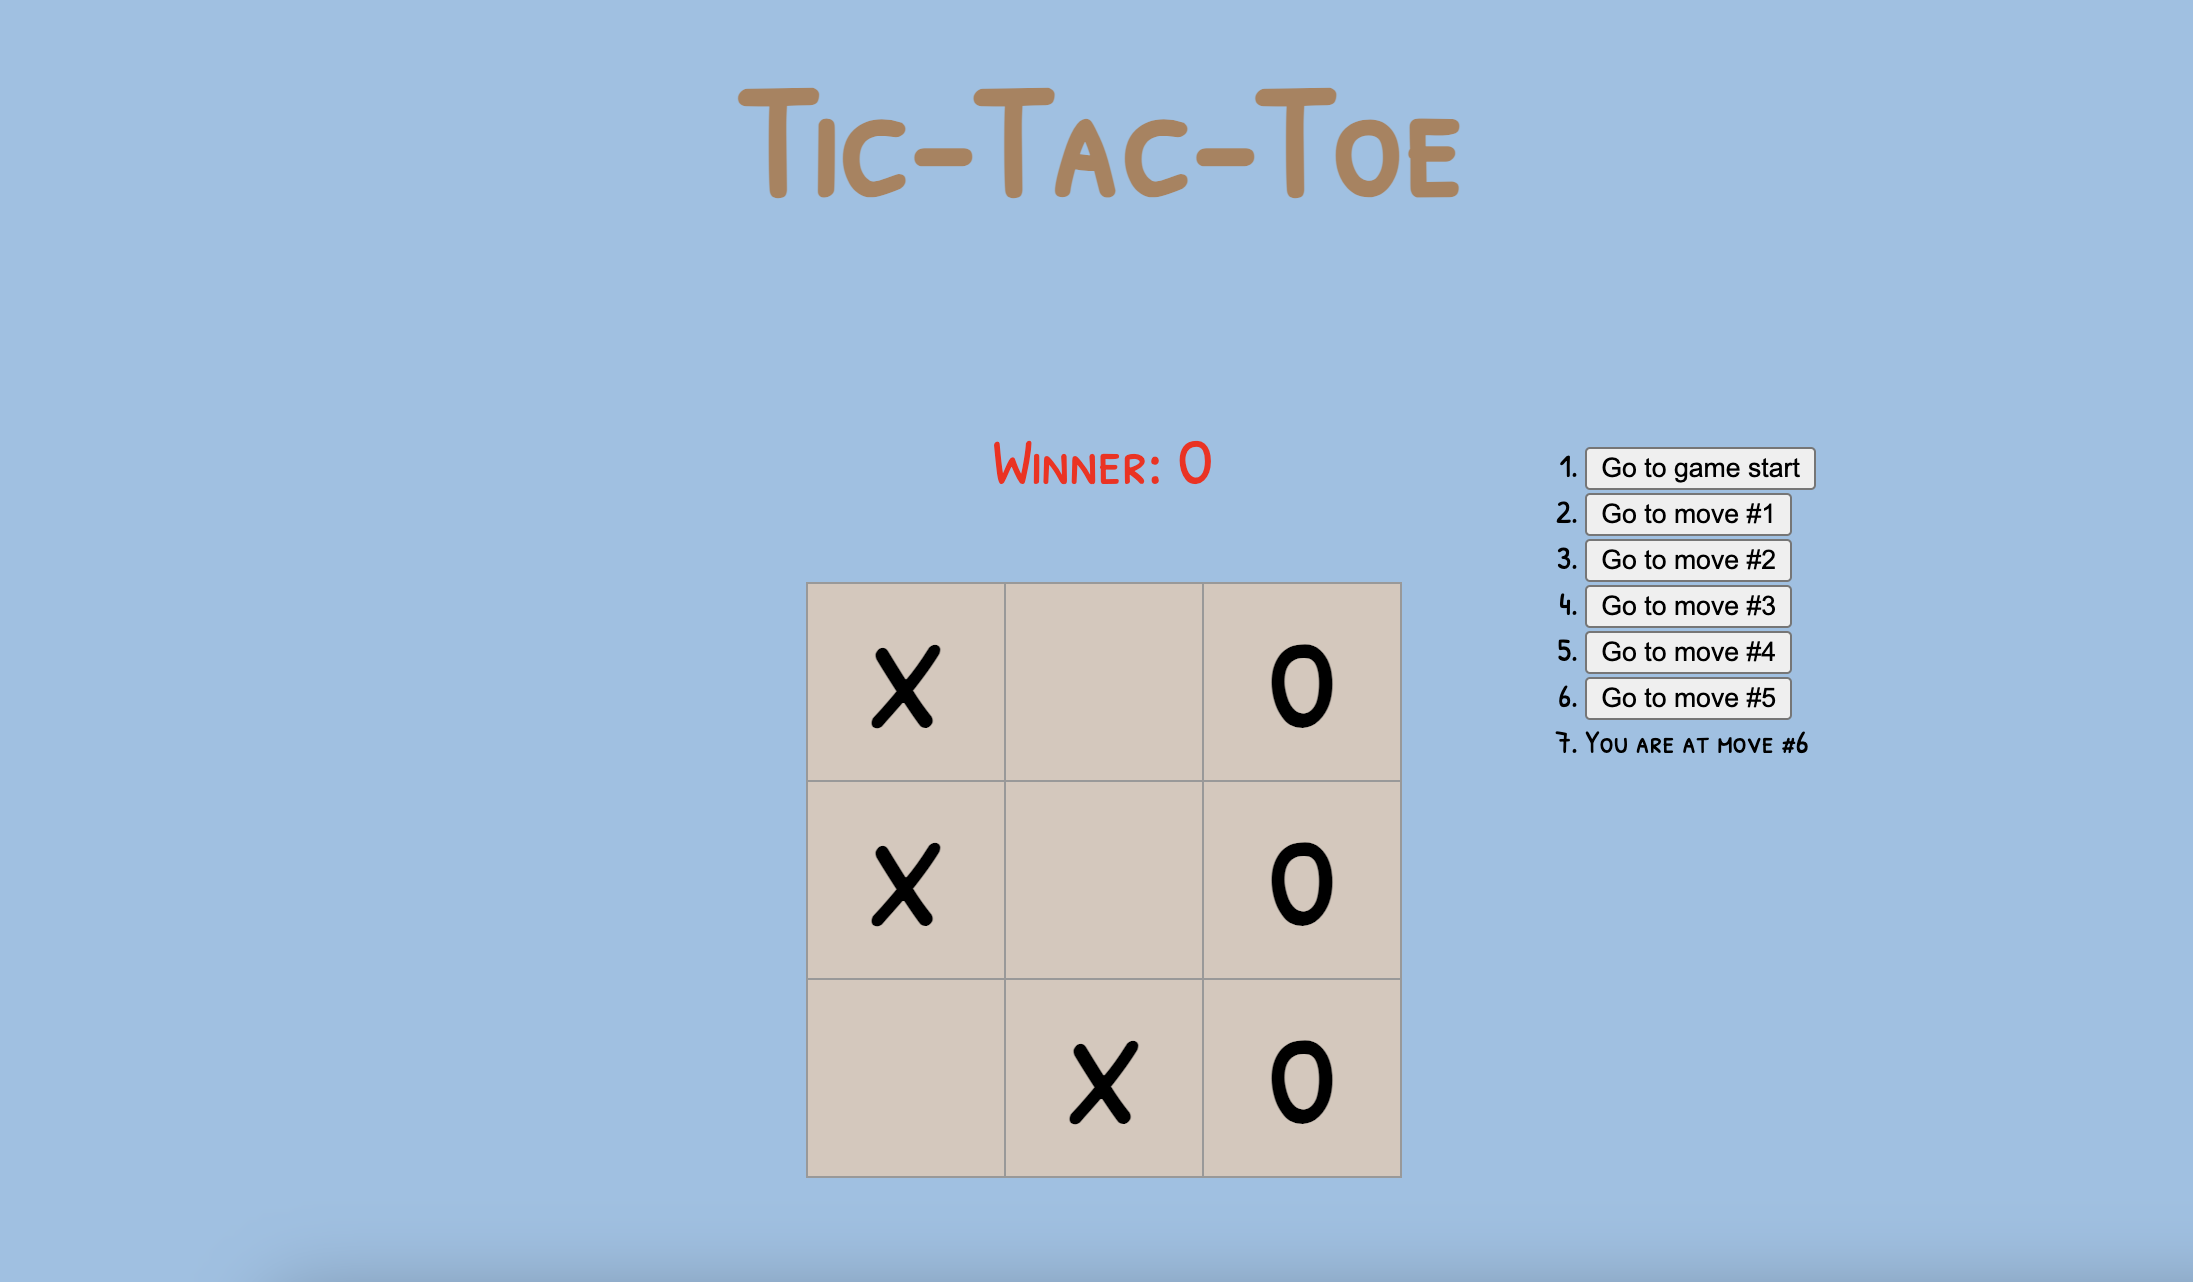 Tic-Tac-Toe
Winner: O
1. Go to game start
2. Go to move #1
3. Go to move #2
4. Go to move #3
5. Go to move #4
6. Go to move #5
7. You are at move #6
X O
X O
X O